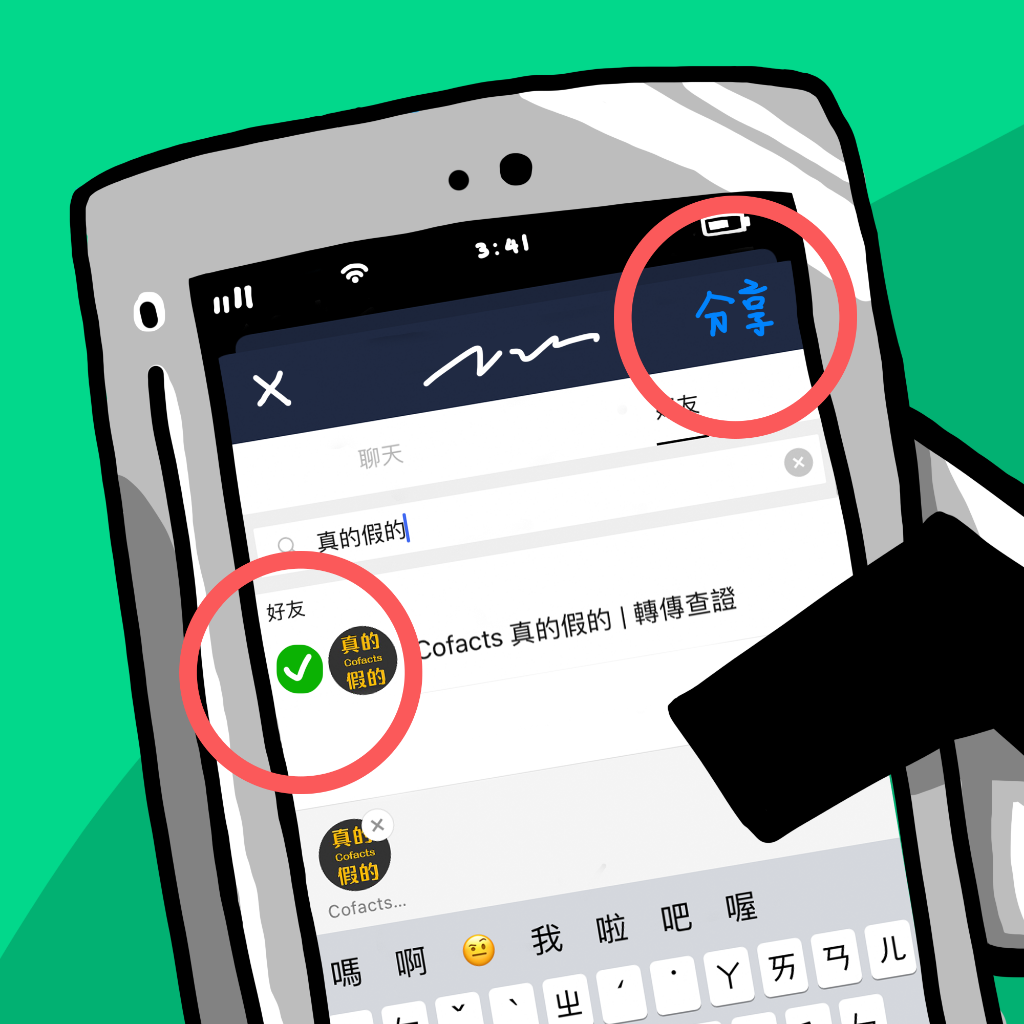 3:41
分享
聊天
好友
真的假的
好友
真的
Cofacts
假的
Cofacts 真的假的 | 轉傳查證
真的
Cofacts
假的
Cofacts...
嗎 啊 🤨 我 啦 吧 喔
ˇ ˋ ㄓ ˊ ˙ ㄚ ㄞ ㄢ ㄦ